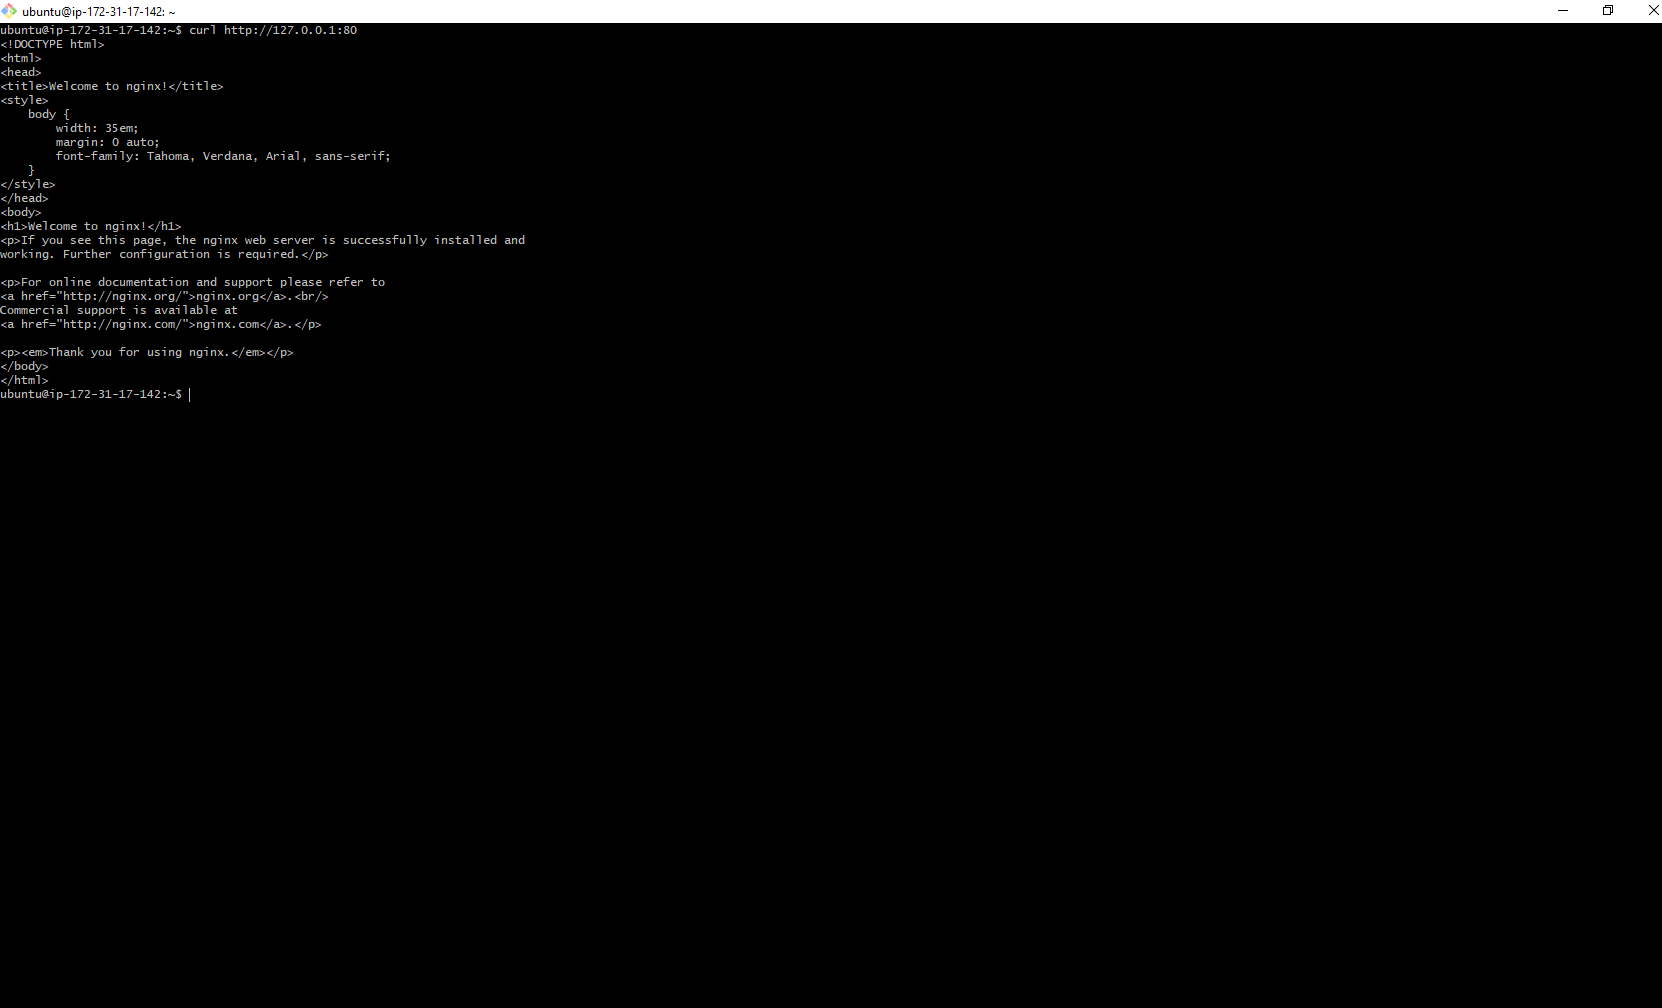 ubuntu@ip-172-31-17-142: ~
ubuntu@ip-172-31-17-142:~$ curl http://127.0.0.1:80
<!DOCTYPE html>
<html>
<head>
<title>Welcome to nginx!</title>
<style>
    body {
        width: 35em;
        margin: 0 auto;
        font-family: Tahoma, Verdana, Arial, sans-serif;
    }
</style>
</head>
<body>
<h1>Welcome to nginx!</h1>
<p>If you see this page, the nginx web server is successfully installed and
working. Further configuration is required.</p>

<p>For online documentation and support please refer to
<a href="http://nginx.org/">nginx.org</a>.<br/>
Commercial support is available at
<a href="http://nginx.com/">nginx.com</a>.</p>

<p><em>Thank you for using nginx.</em></p>
</body>
</html>
ubuntu@ip-172-31-17-142:~$